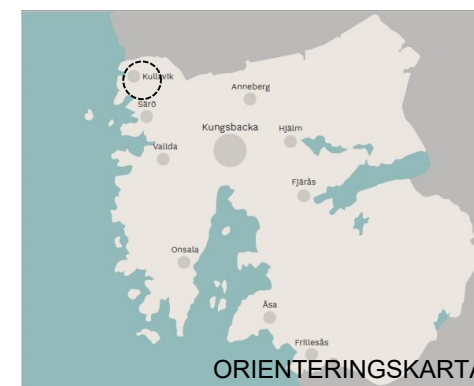 Kullavik
Anneberg
Särö
Kungsbacka
Hjälm
Vallda
Fjärås
Onsala
Åsa
Frillesås
ORIENTERINGSKARTA